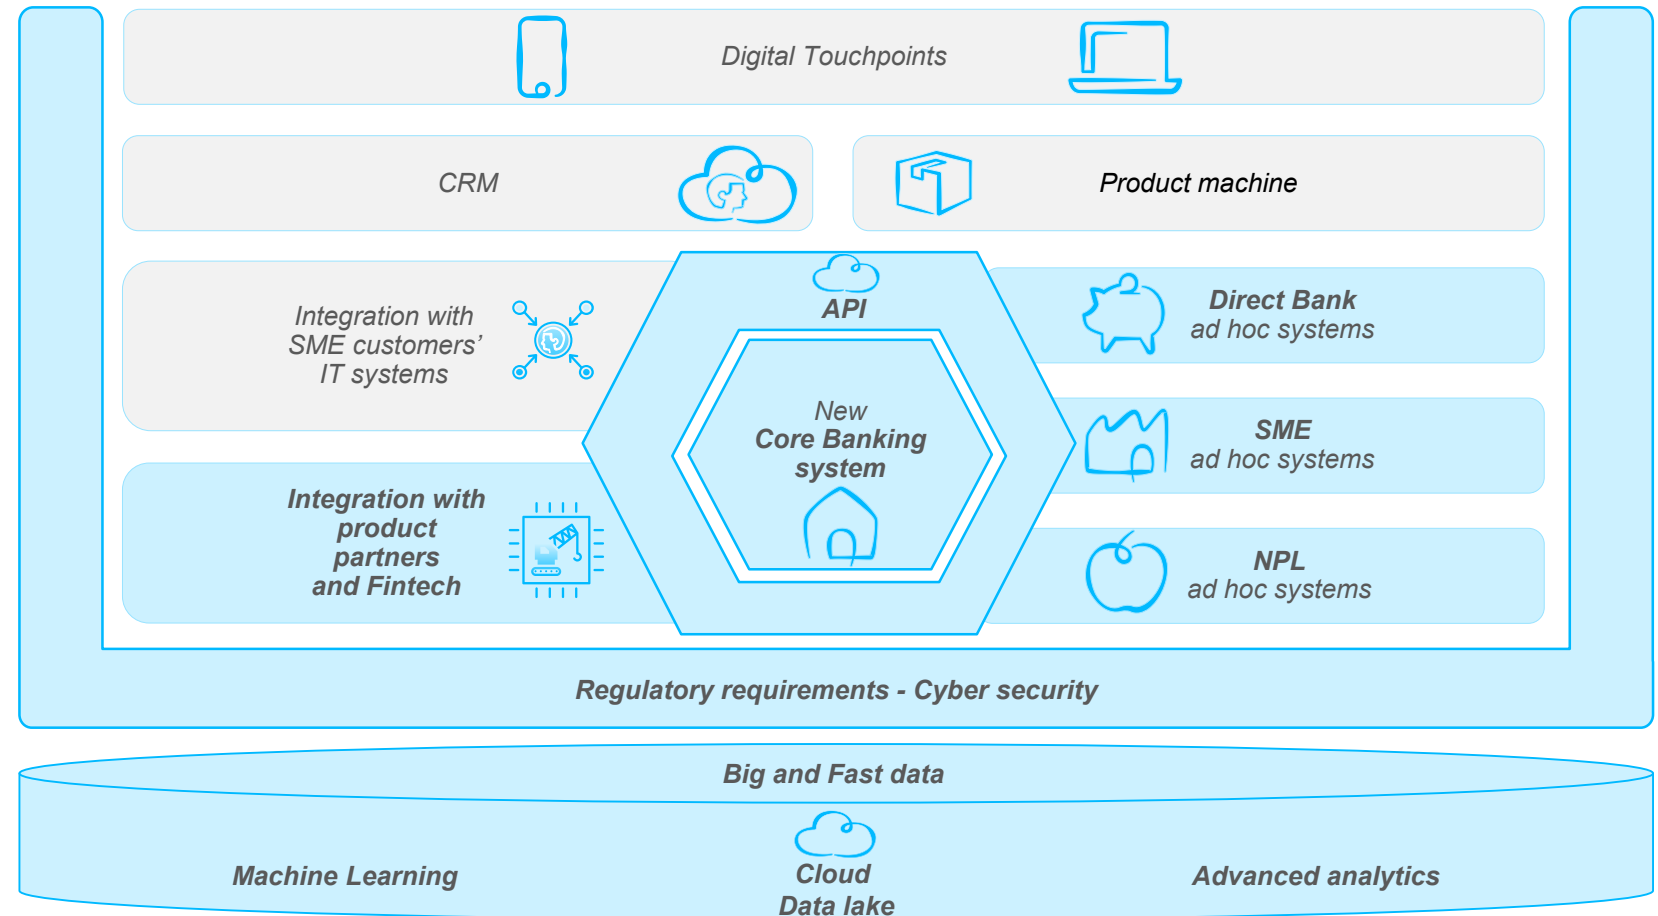 Digital Touchpoints
CRM
Product machine
Integration with
SME customers’
IT systems
API
Direct Bank
ad hoc systems
New
Core Banking
system
SME
ad hoc systems
Integration with
product
partners
and Fintech
NPL
ad hoc systems
Regulatory requirements - Cyber security
Big and Fast data
Machine Learning
Cloud
Data lake
Advanced analytics